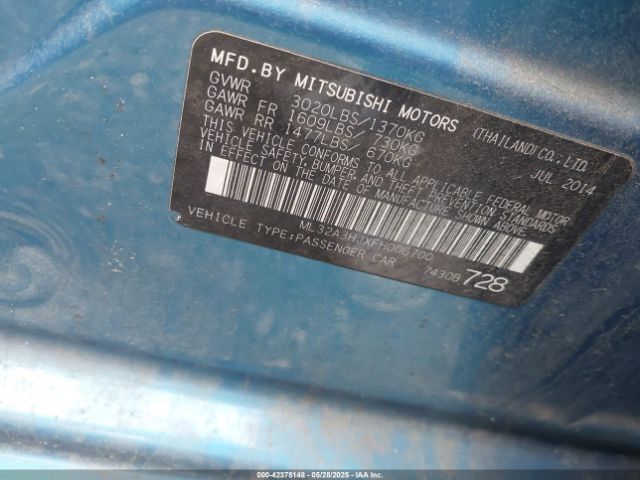 MFD.BY MITSUBISHI MOTORS (THAILAND)CO.,LTD.
GVWR 3020LBS/1370KG JUL 2014
GAWR FR 1609LBS/ 730KG
GAWR RR 1477LBS/ 670KG
THIS VEHICLE CONFORMS TO ALL APPLICABLE FEDERAL MOTOR
VEHICLE SAFETY,BUMPER,AND THEFT PREVENTION STANDARDS
IN EFFECT ON THE DATE OF MANUFACTURE SHOWN ABOVE.
ML32A3HJXFH006700
VEHICLE TYPE:PASSENGER CAR 7430B 728
000-42375148 - 05/28/2025 - IAA Inc.